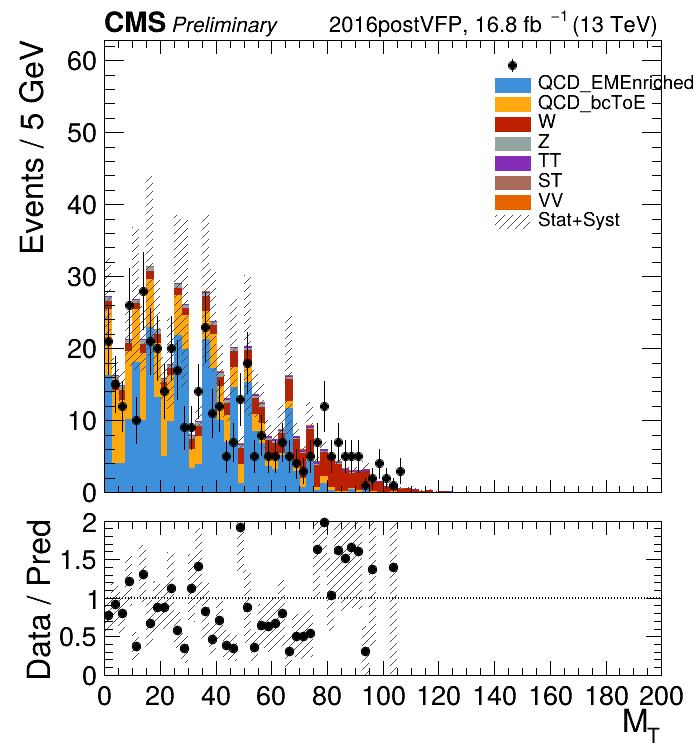 CMS Preliminary 2016postVFP, 16.8 fb⁻¹ (13 TeV)
Events / 5 GeV
60
50
40
30
20
10
0
QCD_EMEnriched
QCD_bcToE
W
Z
TT
ST
VV
Stat+Syst
Data / Pred
2
1.5
1
0.5
0
0 20 40 60 80 100 120 140 160 180 200
M_T